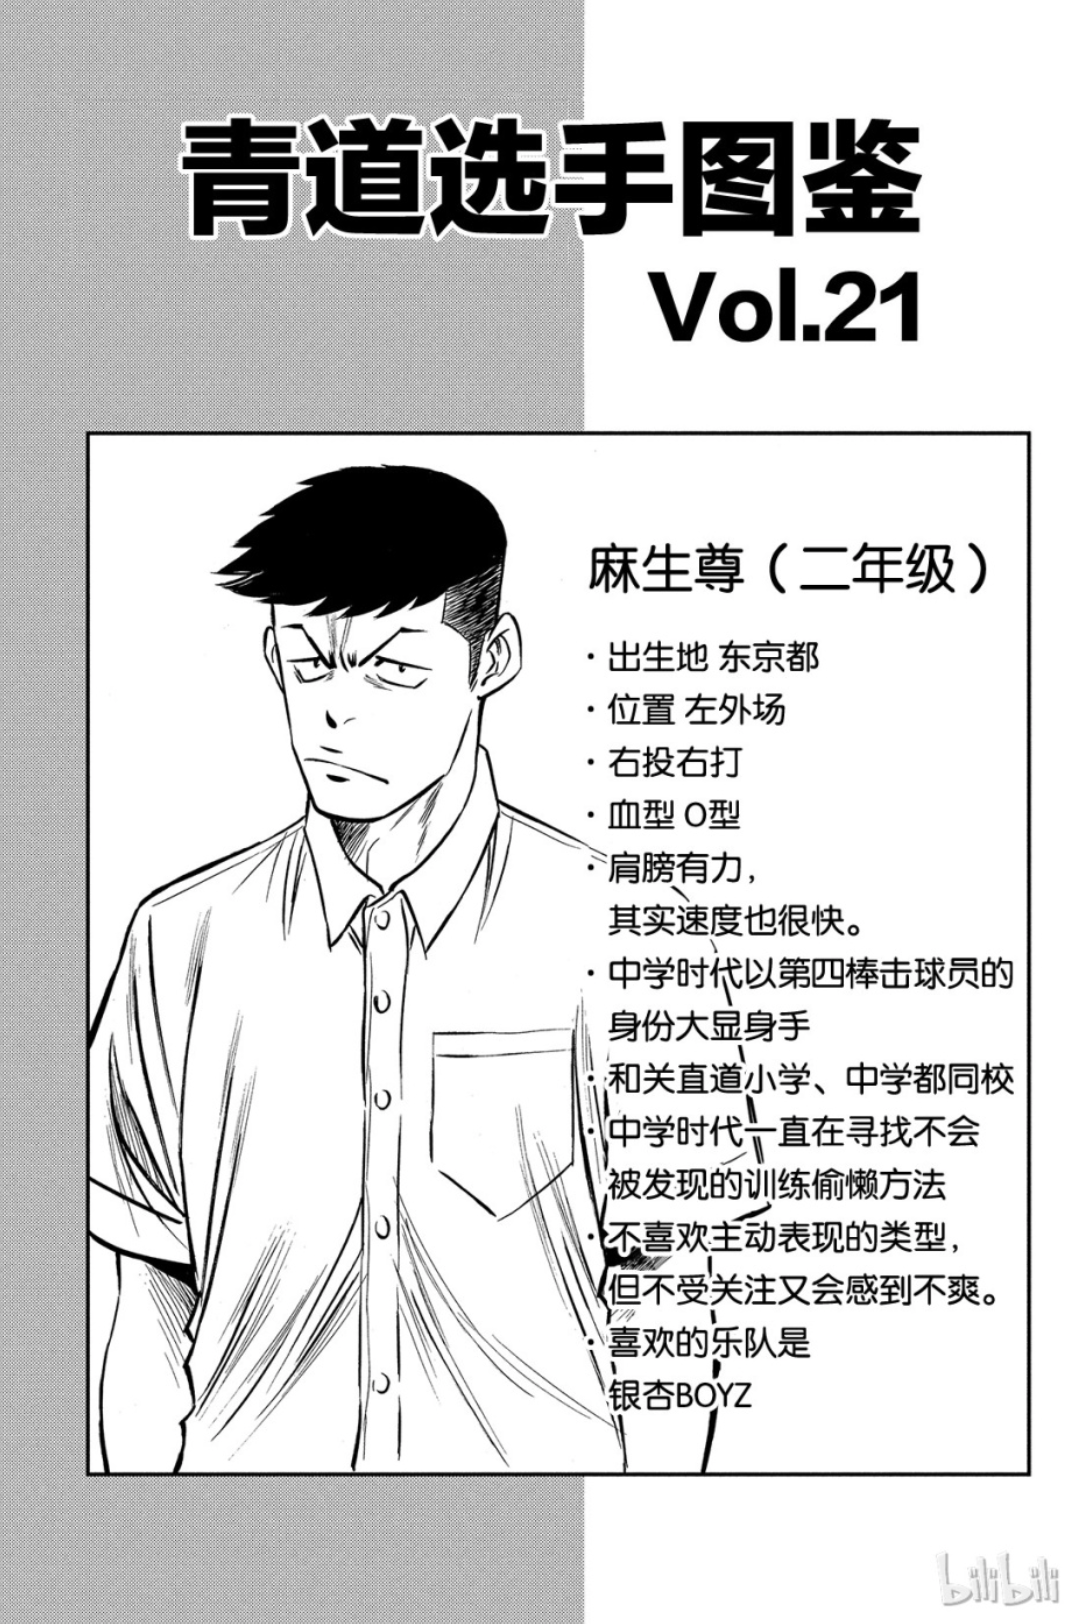 青道选手图鉴
Vol.21
麻生尊（二年级）
·出生地 东京都
·位置 左外场
·右投右打
·血型 O型
·肩膀有力，
其实速度也很快。
·中学时代以第四棒击球员的
身份大显身手
·和关直道小学、中学都同校
·中学时代一直在寻找不会
被发现的训练偷懒方法
·不喜欢主动表现的类型，
但不受关注又会感到不爽。
·喜欢的乐队是
银杏BOYZ
bilibili